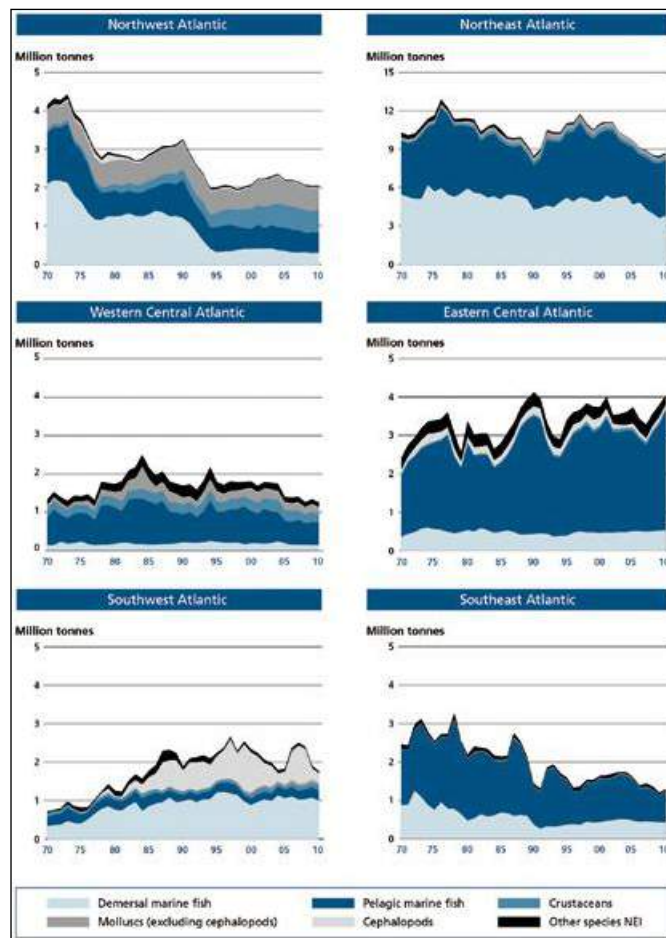 Northwest Atlantic
Northeast Atlantic
Million tonnes
Million tonnes
5
4
3
2
1
0
70 75 80 85 90 95 00 05 10
15
12
9
6
3
0
70 75 80 85 90 95 00 05 10
Western Central Atlantic
Eastern Central Atlantic
Million tonnes
Million tonnes
5
4
3
2
1
0
70 75 80 85 90 95 00 05 10
5
4
3
2
1
0
70 75 80 85 90 95 00 05 10
Southwest Atlantic
Southeast Atlantic
Million tonnes
Million tonnes
5
4
3
2
1
0
70 75 80 85 90 95 00 05 10
5
4
3
2
1
0
70 75 80 85 90 95 00 05 10
Demersal marine fish
Pelagic marine fish
Crustaceans
Molluscs (excluding cephalopods)
Cephalopods
Other species NEI